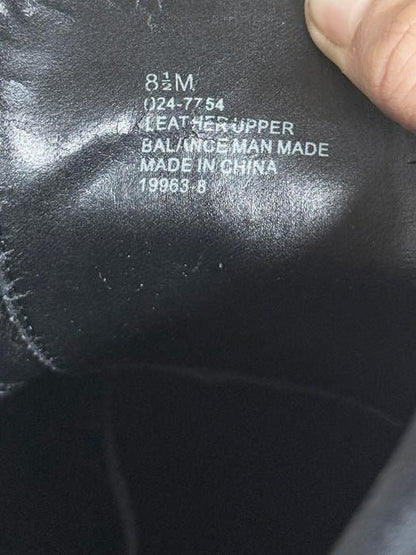 8½M
024-7754
LEATHER UPPER
BALANCE MAN MADE
MADE IN CHINA
19963-8